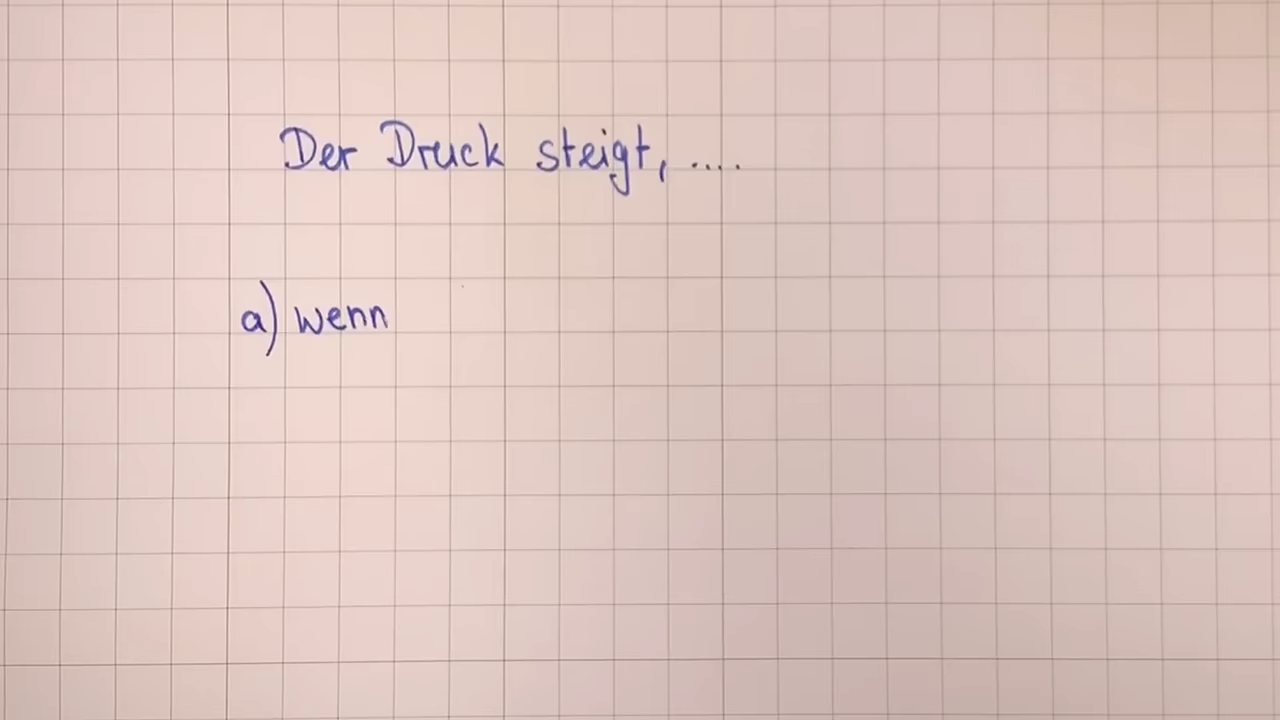 Der Druck steigt, ....
a) wenn